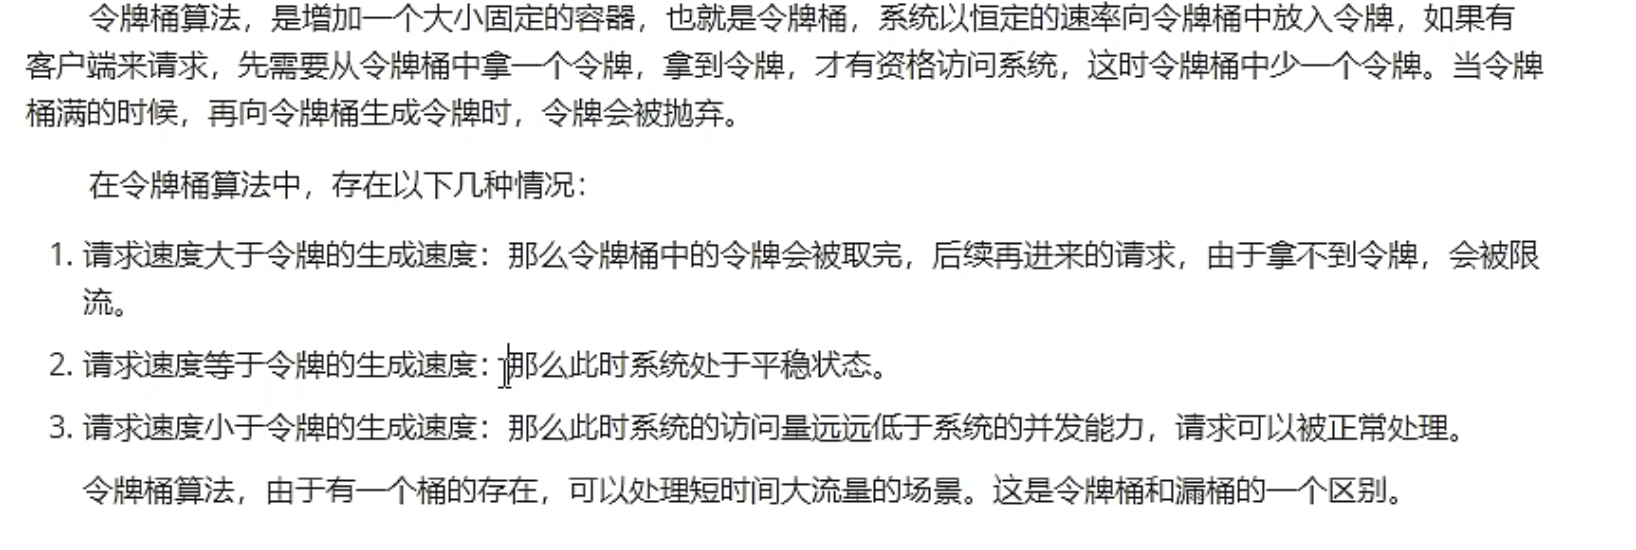 令牌桶算法，是增加一个大小固定的容器，也就是令牌桶，系统以恒定的速率向令牌桶中放入令牌，如果有
客户端来请求，先需要从令牌桶中拿一个令牌，拿到令牌，才有资格访问系统，这时令牌桶中少一个令牌。当令牌
桶满的时候，再向令牌桶生成令牌时，令牌会被抛弃。
在令牌桶算法中，存在以下几种情况：
1. 请求速度大于令牌的生成速度：那么令牌桶中的令牌会被取完，后续再进来的请求，由于拿不到令牌，会被限
流。
2. 请求速度等于令牌的生成速度：那么此时系统处于平稳状态。
3. 请求速度小于令牌的生成速度：那么此时系统的访问量远远低于系统的并发能力，请求可以被正常处理。
令牌桶算法，由于有一个桶的存在，可以处理短时间大流量的场景。这是令牌桶和漏桶的一个区别。